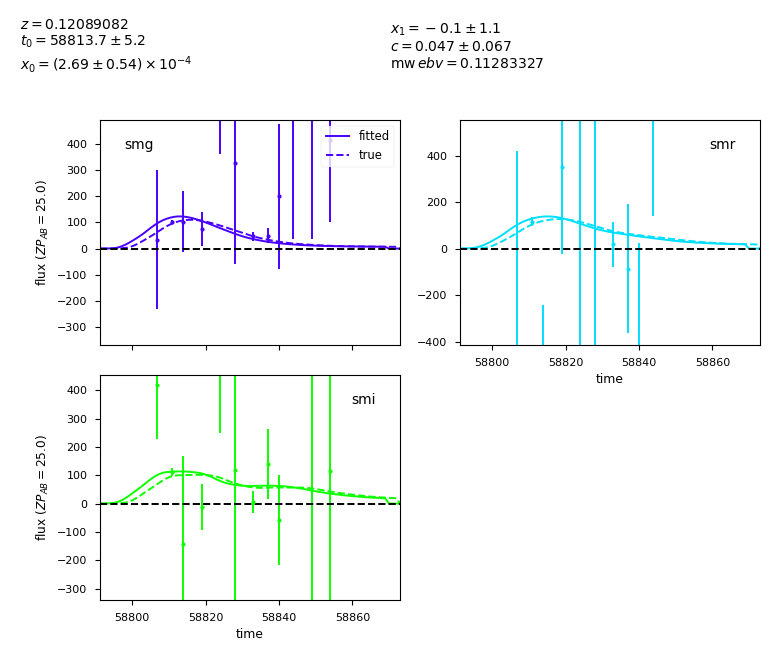 z = 0.12089082
t₀ = 58813.7 ± 5.2
x₀ = (2.69 ± 0.54) × 10⁻⁴
x₁ = −0.1 ± 1.1
c = 0.047 ± 0.067
mw ebv = 0.11283327
smg
fitted
true
400
300
200
100
0
−100
−200
−300
flux (ZP_AB = 25.0)
smr
400
200
0
−200
−400
58800 58820 58840 58860
time
smi
400
300
200
100
0
−100
−200
−300
flux (ZP_AB = 25.0)
58800 58820 58840 58860
time